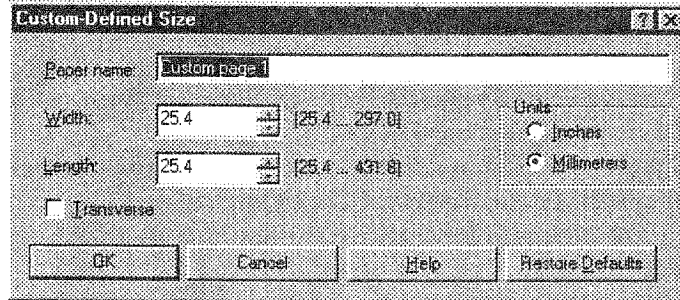 Custom-Defined Size
Paper name: Custom page 1
Width: 25.4 [25.4 ... 297.0]
Units
Inches
Length: 25.4 [25.4 ... 431.8]
Millimeters
Transverse
OK Cancel Help Restore Defaults